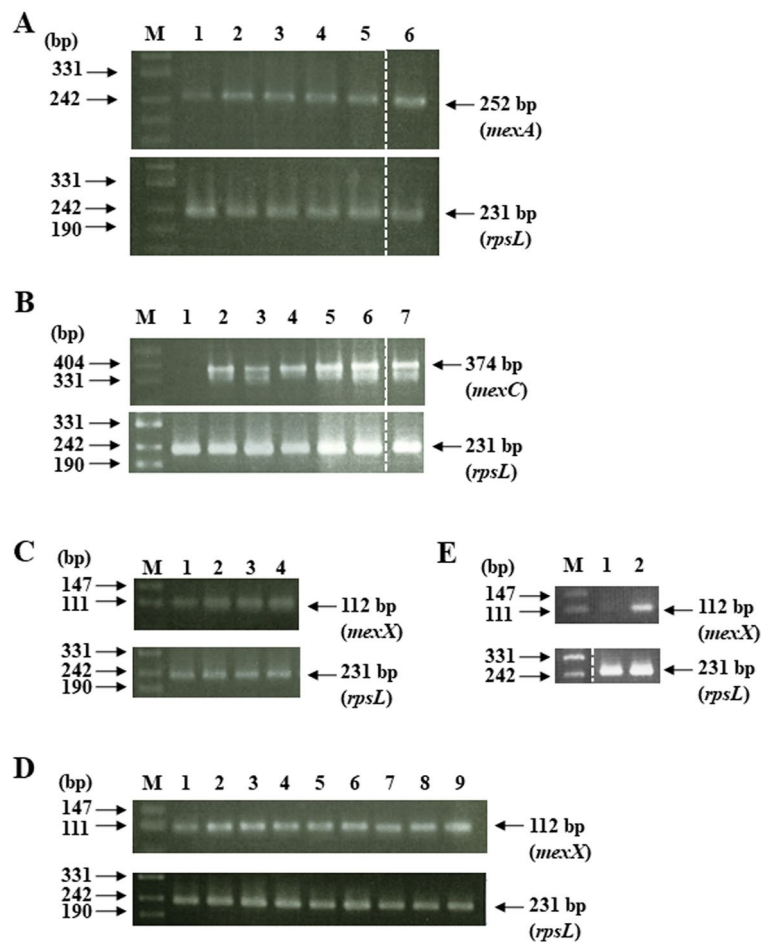 A
(bp) M 1 2 3 4 5 6
331
242
252 bp
(mexA)
331
242
190
231 bp
(rpsL)
B
(bp) M 1 2 3 4 5 6 7
404
331
374 bp
(mexC)
331
242
190
231 bp
(rpsL)
C
(bp) M 1 2 3 4
147
111
112 bp
(mexX)
331
242
190
231 bp
(rpsL)
E
(bp) M 1 2
147
111
112 bp
(mexX)
331
242
231 bp
(rpsL)
D
(bp) M 1 2 3 4 5 6 7 8 9
147
111
112 bp
(mexX)
331
242
190
231 bp
(rpsL)